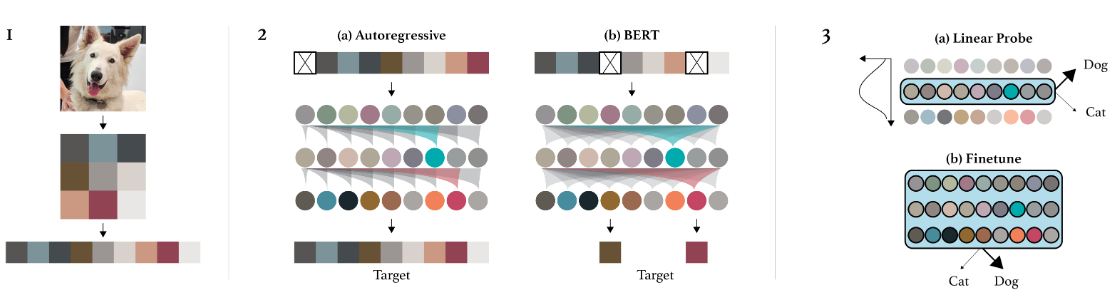 1
2
(a) Autoregressive
(b) BERT
Target
Target
3
(a) Linear Probe
Dog
Cat
(b) Finetune
Cat
Dog